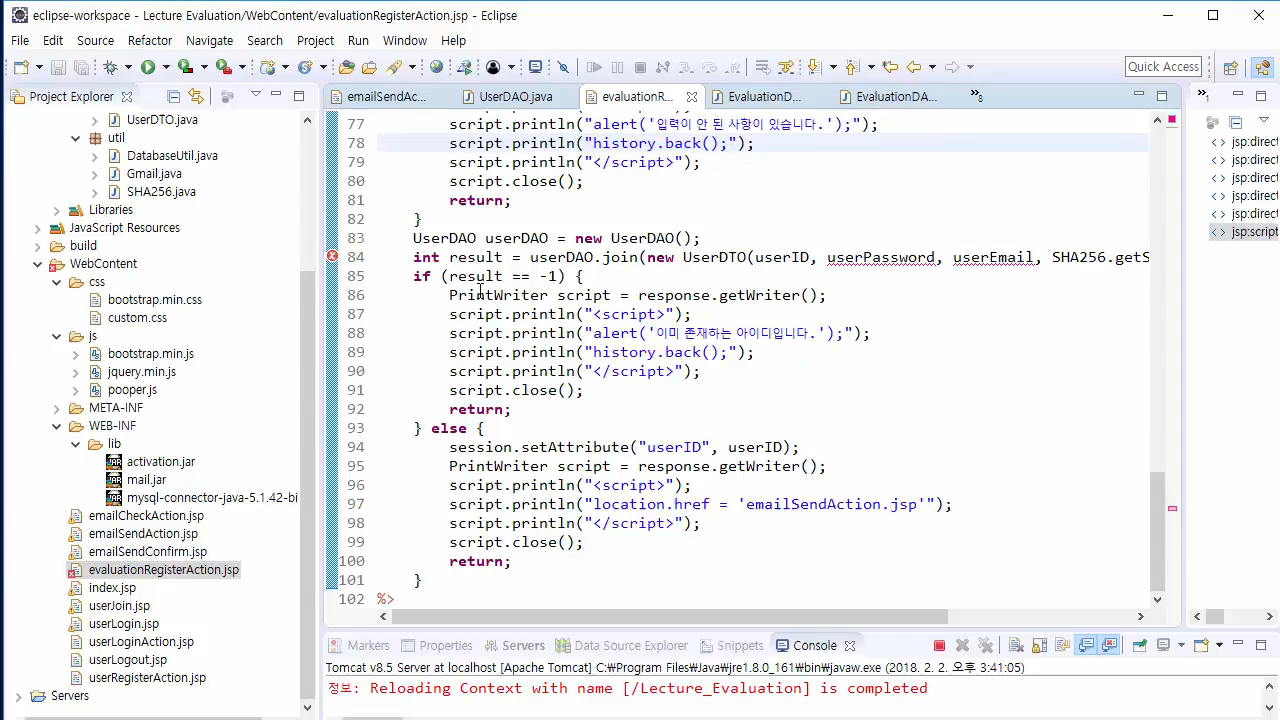 eclipse-workspace - Lecture Evaluation/WebContent/evaluationRegisterAction.jsp - Eclipse
File Edit Source Refactor Navigate Search Project Run Window Help
Quick Access
Project Explorer
emailSendAc... UserDAO.java evaluationR... EvaluationD... EvaluationDA... »8 »1
UserDTO.java
util
DatabaseUtil.java
Gmail.java
SHA256.java
Libraries
JavaScript Resources
build
WebContent
css
bootstrap.min.css
custom.css
js
bootstrap.min.js
jquery.min.js
pooper.js
META-INF
WEB-INF
lib
activation.jar
mail.jar
mysql-connector-java-5.1.42-bi
emailCheckAction.jsp
emailSendAction.jsp
emailSendConfirm.jsp
evaluationRegisterAction.jsp
index.jsp
userJoin.jsp
userLogin.jsp
userLoginAction.jsp
userLogout.jsp
userRegisterAction.jsp
Servers
77 script.println("alert('입력이 안 된 사항이 있습니다.');");
78 script.println("history.back();");
79 script.println("</script>");
80 script.close();
81 return;
82 }
83 UserDAO userDAO = new UserDAO();
84 int result = userDAO.join(new UserDTO(userID, userPassword, userEmail, SHA256.getS
85 if (result == -1) {
86 PrintWriter script = response.getWriter();
87 script.println("<script>");
88 script.println("alert('이미 존재하는 아이디입니다.');");
89 script.println("history.back();");
90 script.println("</script>");
91 script.close();
92 return;
93 } else {
94 session.setAttribute("userID", userID);
95 PrintWriter script = response.getWriter();
96 script.println("<script>");
97 script.println("location.href = 'emailSendAction.jsp'");
98 script.println("</script>");
99 script.close();
100 return;
101 }
102 %>
jsp:direct
jsp:direct
jsp:direct
jsp:direct
jsp:direct
jsp:script
Markers Properties Servers Data Source Explorer Snippets Console
Tomcat v8.5 Server at localhost [Apache Tomcat] C:₩Program Files₩Java₩jre1.8.0_161₩bin₩javaw.exe (2018. 2. 2. 오후 3:41:05)
정보: Reloading Context with name [/Lecture_Evaluation] is completed